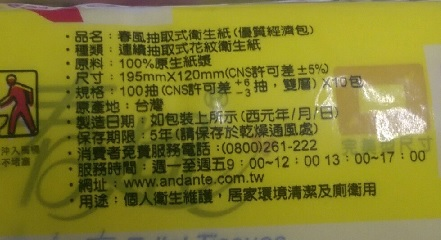 ・品名：春風抽取式衛生紙(優質經濟包)
・種類：連續抽取式花紋衛生紙
・原料：100%原生紙漿
・尺寸：195mmX120mm(CNS許可差±5%)
・規格：100抽(CNS許可差+6 -3抽，雙層)X10包
・原產地：台灣
・製造日期：如包裝上所示(西元年/月/日)
・保存期限：5年(請保存於乾燥通風處)
・消費者免費服務電話：(0800)261-222
・服務時間：週一至週五9：00~12：00 13：00~17：00
・網址：www.andante.com.tw
・用途：個人衛生維護，居家環境清潔及廁衛用
沖入馬桶
不堵塞